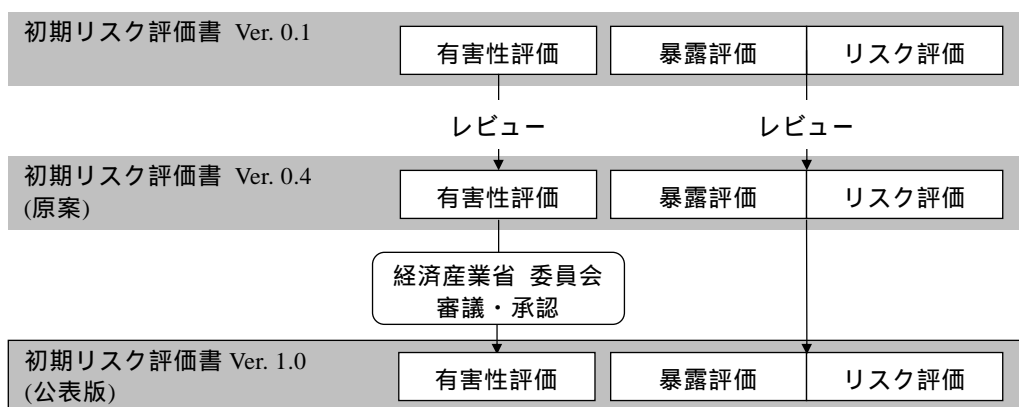 初期リスク評価書 Ver. 0.1
有害性評価 暴露評価 リスク評価
レビュー レビュー
初期リスク評価書 Ver. 0.4
(原案)
有害性評価 暴露評価 リスク評価
経済産業省 委員会
審議・承認
初期リスク評価書 Ver. 1.0
(公表版)
有害性評価 暴露評価 リスク評価